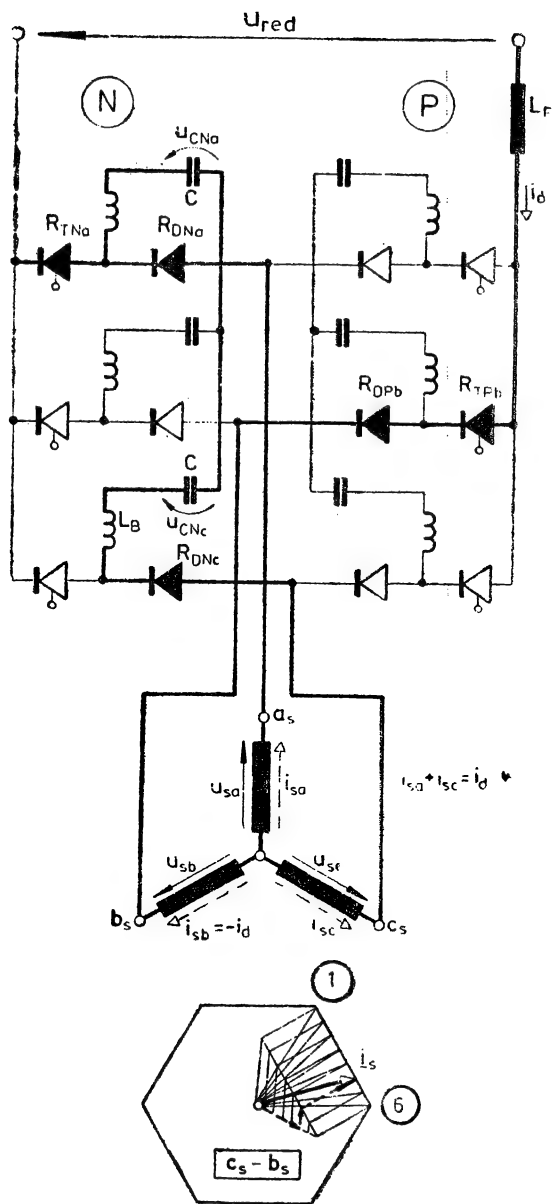 u_red
N
P
L_F
u_CNa
C
i_d
R_TNa
R_DNa
R_DPb
R_TPb
C
L_B
u_CNc
R_DNc
a_s
u_sa
i_sa
i_sa + i_sc = i_d
u_sb
u_sc
b_s
i_sb = -i_d
i_sc
c_s
1
i_s
6
c_s - b_s